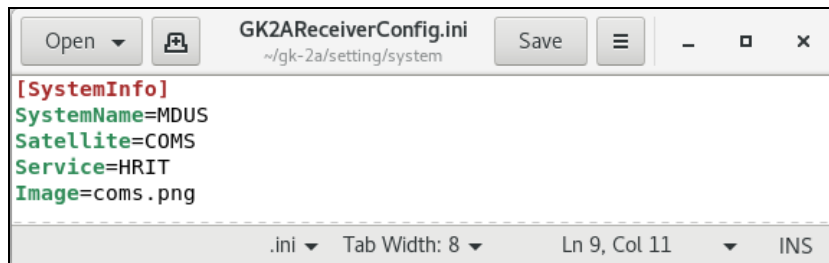 Open
GK2AReceiverConfig.ini
~/gk-2a/setting/system
Save
[SystemInfo]
SystemName=MDUS
Satellite=COMS
Service=HRIT
Image=coms.png
.ini Tab Width: 8 Ln 9, Col 11 INS